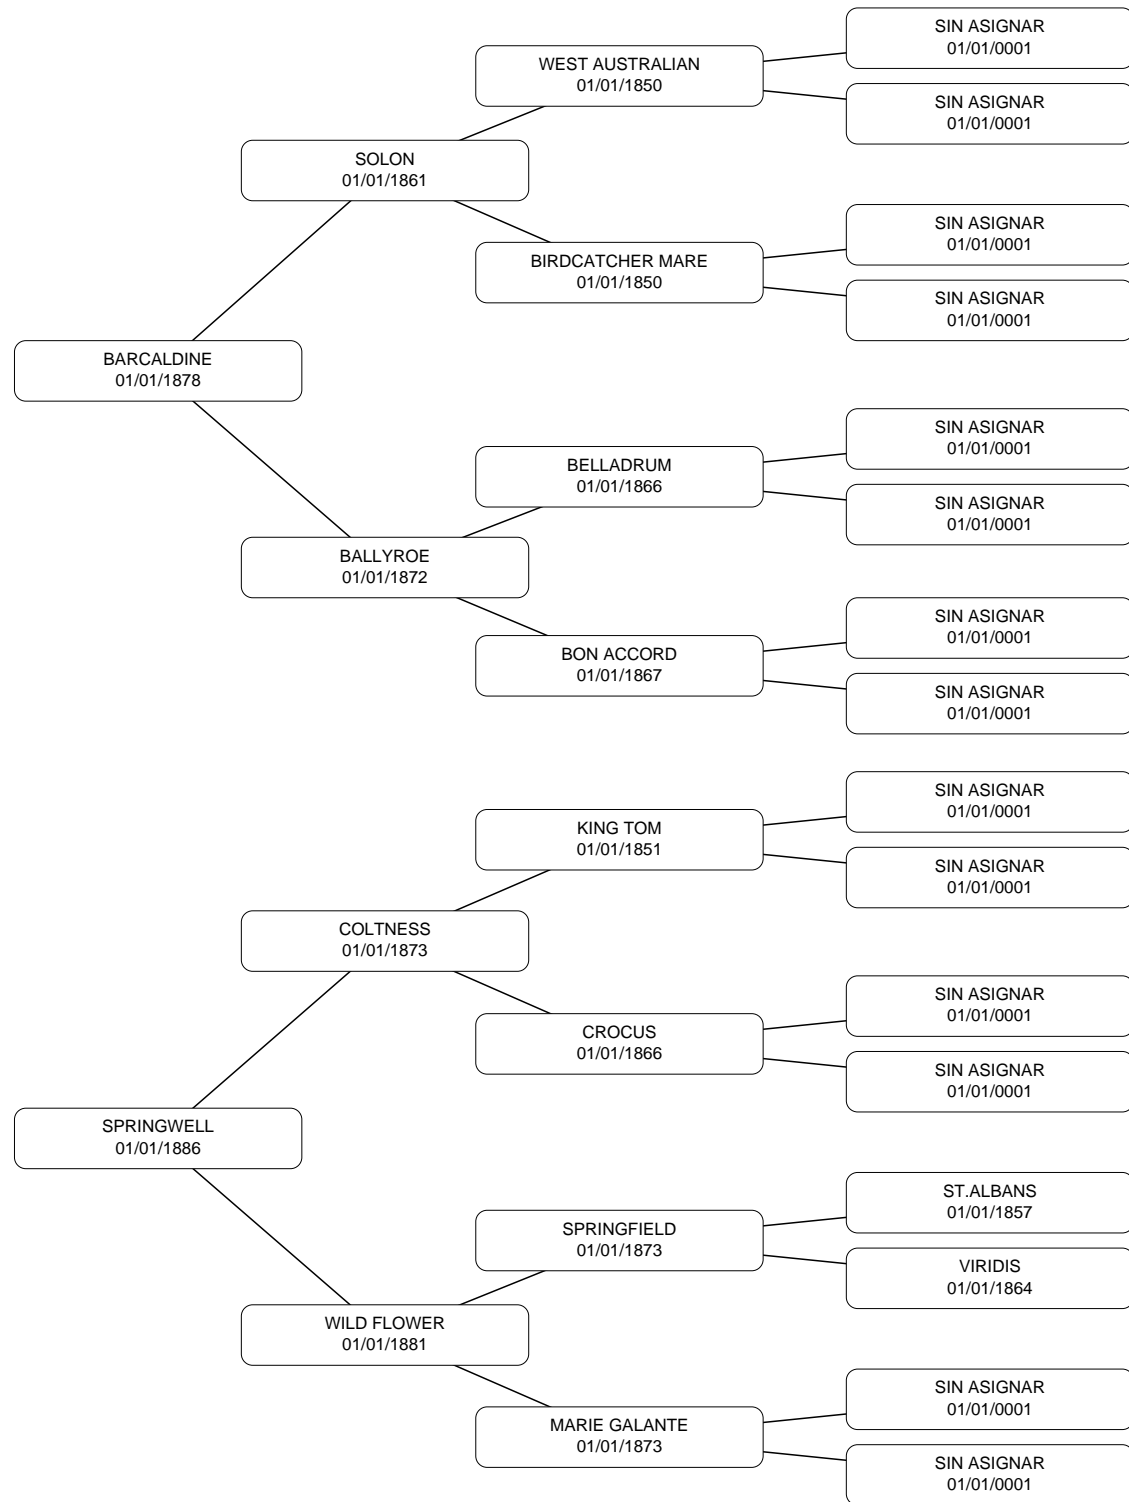 SIN ASIGNAR
01/01/0001
WEST AUSTRALIAN
01/01/1850
SIN ASIGNAR
01/01/0001
SOLON
01/01/1861
SIN ASIGNAR
01/01/0001
BIRDCATCHER MARE
01/01/1850
SIN ASIGNAR
01/01/0001
BARCALDINE
01/01/1878
SIN ASIGNAR
01/01/0001
BELLADRUM
01/01/1866
SIN ASIGNAR
01/01/0001
BALLYROE
01/01/1872
SIN ASIGNAR
01/01/0001
BON ACCORD
01/01/1867
SIN ASIGNAR
01/01/0001
SIN ASIGNAR
01/01/0001
KING TOM
01/01/1851
SIN ASIGNAR
01/01/0001
COLTNESS
01/01/1873
SIN ASIGNAR
01/01/0001
CROCUS
01/01/1866
SIN ASIGNAR
01/01/0001
SPRINGWELL
01/01/1886
ST.ALBANS
01/01/1857
SPRINGFIELD
01/01/1873
VIRIDIS
01/01/1864
WILD FLOWER
01/01/1881
SIN ASIGNAR
01/01/0001
MARIE GALANTE
01/01/1873
SIN ASIGNAR
01/01/0001